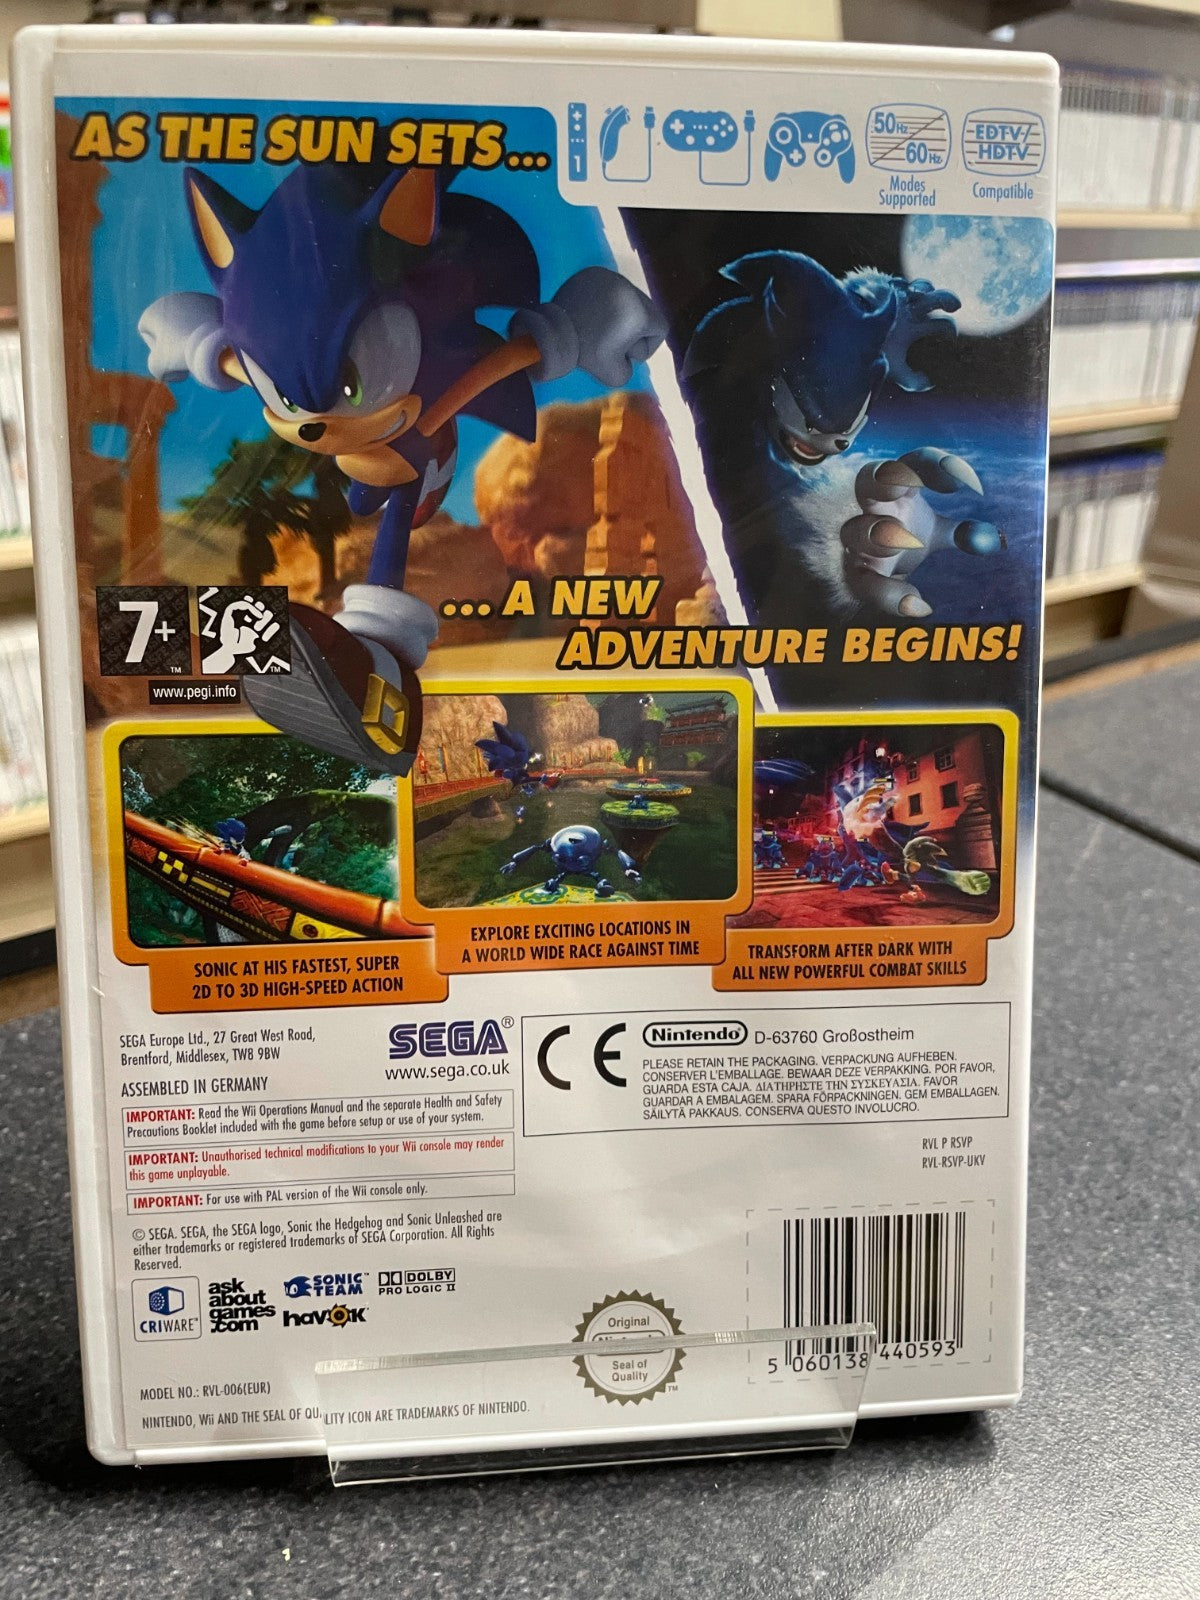 AS THE SUN SETS...
1
50Hz
60Hz
Modes
Supported
EDTV/
HDTV
Compatible
... A NEW
ADVENTURE BEGINS!
7+
TM
TM
www.pegi.info
SONIC AT HIS FASTEST, SUPER
2D TO 3D HIGH-SPEED ACTION
EXPLORE EXCITING LOCATIONS IN
A WORLD WIDE RACE AGAINST TIME
TRANSFORM AFTER DARK WITH
ALL NEW POWERFUL COMBAT SKILLS
SEGA Europe Ltd., 27 Great West Road,
Brentford, Middlesex, TW8 9BW
ASSEMBLED IN GERMANY
SEGA®
www.sega.co.uk
IMPORTANT: Read the Wii Operations Manual and the separate Health and Safety
Precautions Booklet included with the game before setup or use of your system.
IMPORTANT: Unauthorised technical modifications to your Wii console may render
this game unplayable.
IMPORTANT: For use with PAL version of the Wii console only.
CE
Nintendo® D-63760 Großostheim
PLEASE RETAIN THE PACKAGING. VERPACKUNG AUFHEBEN.
CONSERVER L'EMBALLAGE. BEWAAR DEZE VERPAKKING. POR FAVOR,
GUARDA ESTA CAJA. ΔΙΑΤΗΡΗΣΤΕ ΤΗΝ ΣΥΣΚΕΥΑΣΙΑ. FAVOR
GUARDAR A EMBALAGEM. SPARA FÖRPACKNINGEN. GEM EMBALLAGEN.
SÄILYTÄ PAKKAUS. CONSERVA QUESTO INVOLUCRO.
RVL P RSVP
RVL-RSVP-UKV
© SEGA. SEGA, the SEGA logo, Sonic the Hedgehog and Sonic Unleashed are
either trademarks or registered trademarks of SEGA Corporation. All Rights
Reserved.
CRIWARE™
ask
about
games
.com
SONIC
TEAM™
havok™
DOLBY
PRO LOGIC II
Original
Nintendo
Seal of
Quality
TM
5 060138 440593
MODEL NO.: RVL-006(EUR)
NINTENDO, Wii AND THE SEAL OF QUALITY ICON ARE TRADEMARKS OF NINTENDO.